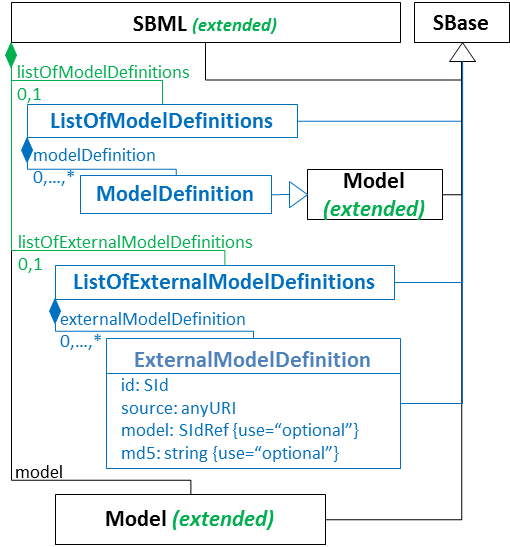 SBML (extended)
SBase
listOfModelDefinitions
0,1
ListOfModelDefinitions
modelDefinition
0,…,*
ModelDefinition
Model
(extended)
listOfExternalModelDefinitions
0,1
ListOfExternalModelDefinitions
externalModelDefinition
0,…,*
ExternalModelDefinition
id: SId
source: anyURI
model: SIdRef {use=“optional”}
md5: string {use=“optional”}
model
Model (extended)